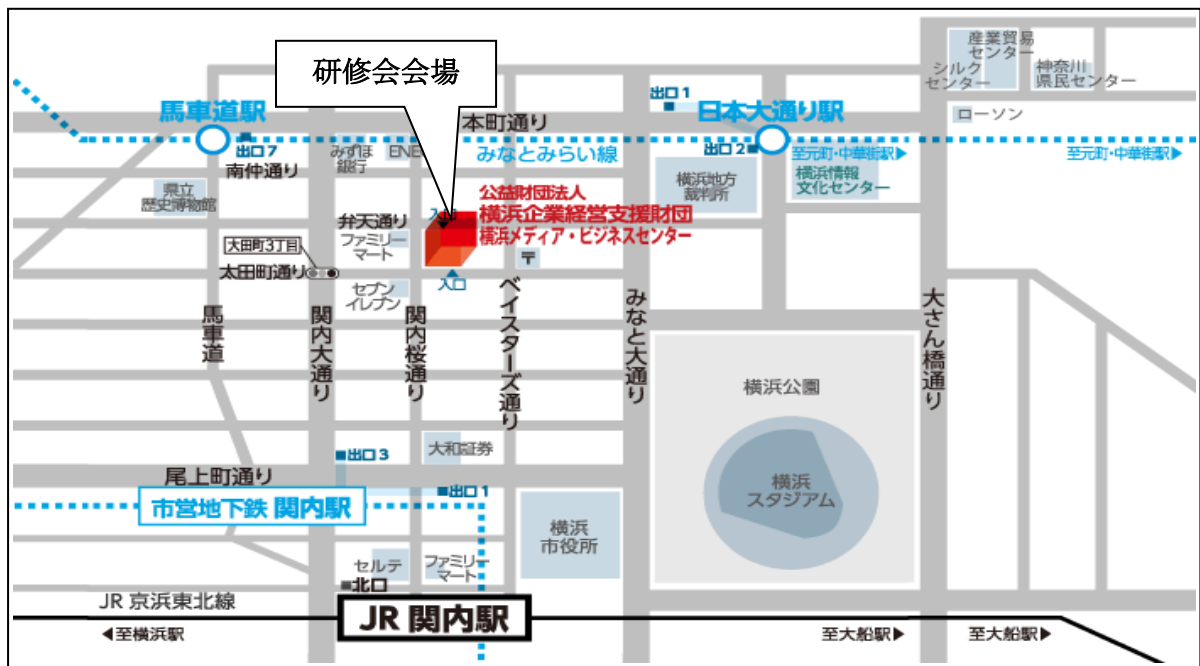 産業貿易
センター
シルク
センター
神奈川
県民センター
ローソン
研修会会場
馬車道駅
出口7
本町通り
出口1
日本大通り駅
出口2
みずほ
銀行
みなとみらい線
至元町・中華街駅▶
至元町・中華街駅▶
南仲通り
県立
歴史博物館
横浜地方
裁判所
横浜情報
文化センター
公益財団法人
横浜企業経営支援財団
横浜メディア・ビジネスセンター
弁天通り
ファミリー
マート
大田町3丁目
太田町通り
〒
入口
セブン
イレブン
馬車道
関内大通り
関内桜通り
ベイスターズ通り
みなと大通り
大さん橋通り
横浜公園
横浜
スタジアム
大和証券
出口3
尾上町通り
出口1
市営地下鉄 関内駅
横浜
市役所
セルテ
ファミリー
マート
北口
JR 京浜東北線
JR 関内駅
◀至横浜駅
至大船駅▶
至大船駅▶